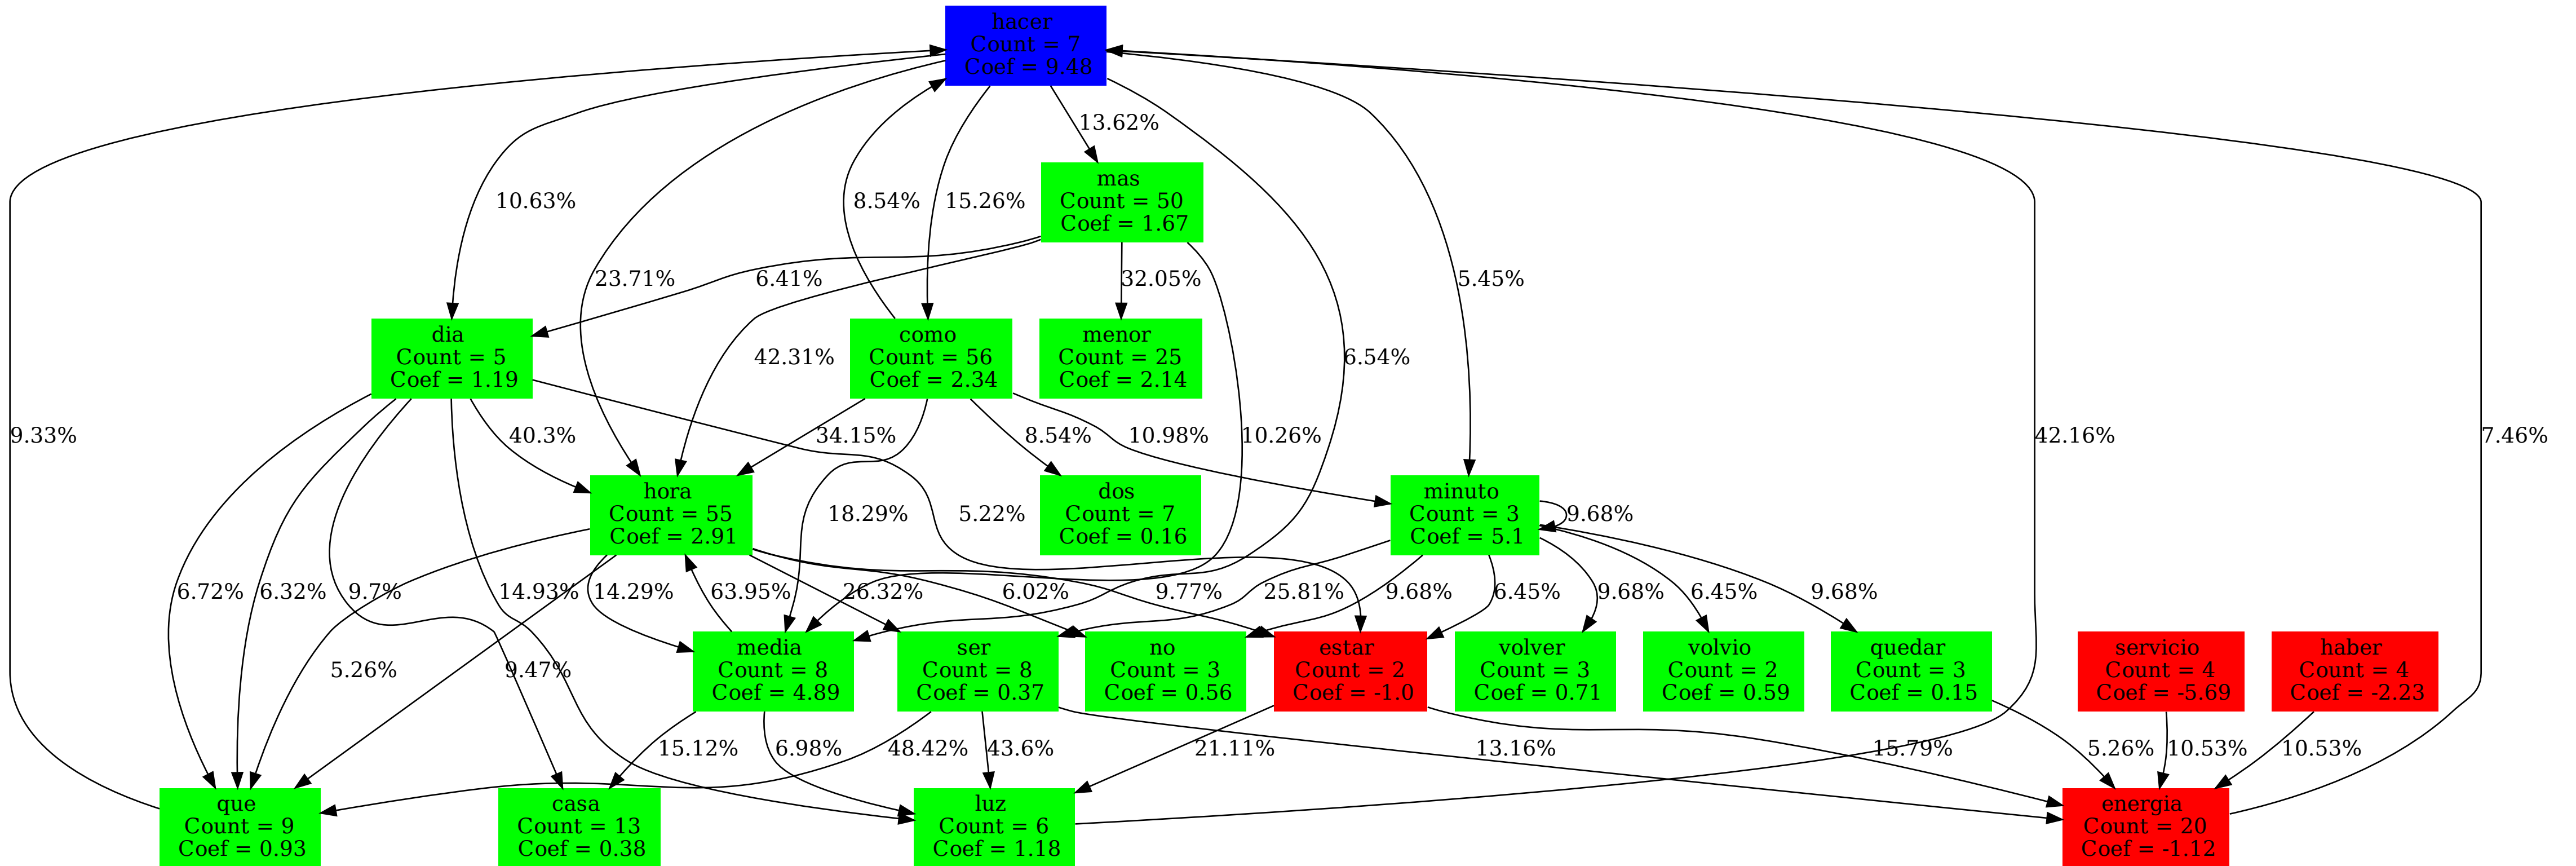 hacer
Count = 7
Coef = 9.48
13.62%
mas
Count = 50
Coef = 1.67
10.63%
8.54%
15.26%
23.71%
6.41%
32.05%
5.45%
dia
Count = 5
Coef = 1.19
como
Count = 56
Coef = 2.34
menor
Count = 25
Coef = 2.14
42.31%
6.54%
9.33%
40.3%
34.15%
8.54%
10.98%
10.26%
42.16%
7.46%
hora
Count = 55
Coef = 2.91
dos
Count = 7
Coef = 0.16
minuto
Count = 3
Coef = 5.1
18.29%
5.22%
9.68%
6.72%
6.32%
9.7%
14.93%
14.29%
63.95%
26.32%
6.02%
9.77%
25.81%
9.68%
6.45%
9.68%
6.45%
9.68%
media
Count = 8
Coef = 4.89
ser
Count = 8
Coef = 0.37
no
Count = 3
Coef = 0.56
estar
Count = 2
Coef = -1.0
volver
Count = 3
Coef = 0.71
volvio
Count = 2
Coef = 0.59
quedar
Count = 3
Coef = 0.15
servicio
Count = 4
Coef = -5.69
haber
Count = 4
Coef = -2.23
5.26%
9.47%
15.12%
6.98%
48.42%
43.6%
21.11%
13.16%
15.79%
5.26%
10.53%
10.53%
que
Count = 9
Coef = 0.93
casa
Count = 13
Coef = 0.38
luz
Count = 6
Coef = 1.18
energia
Count = 20
Coef = -1.12